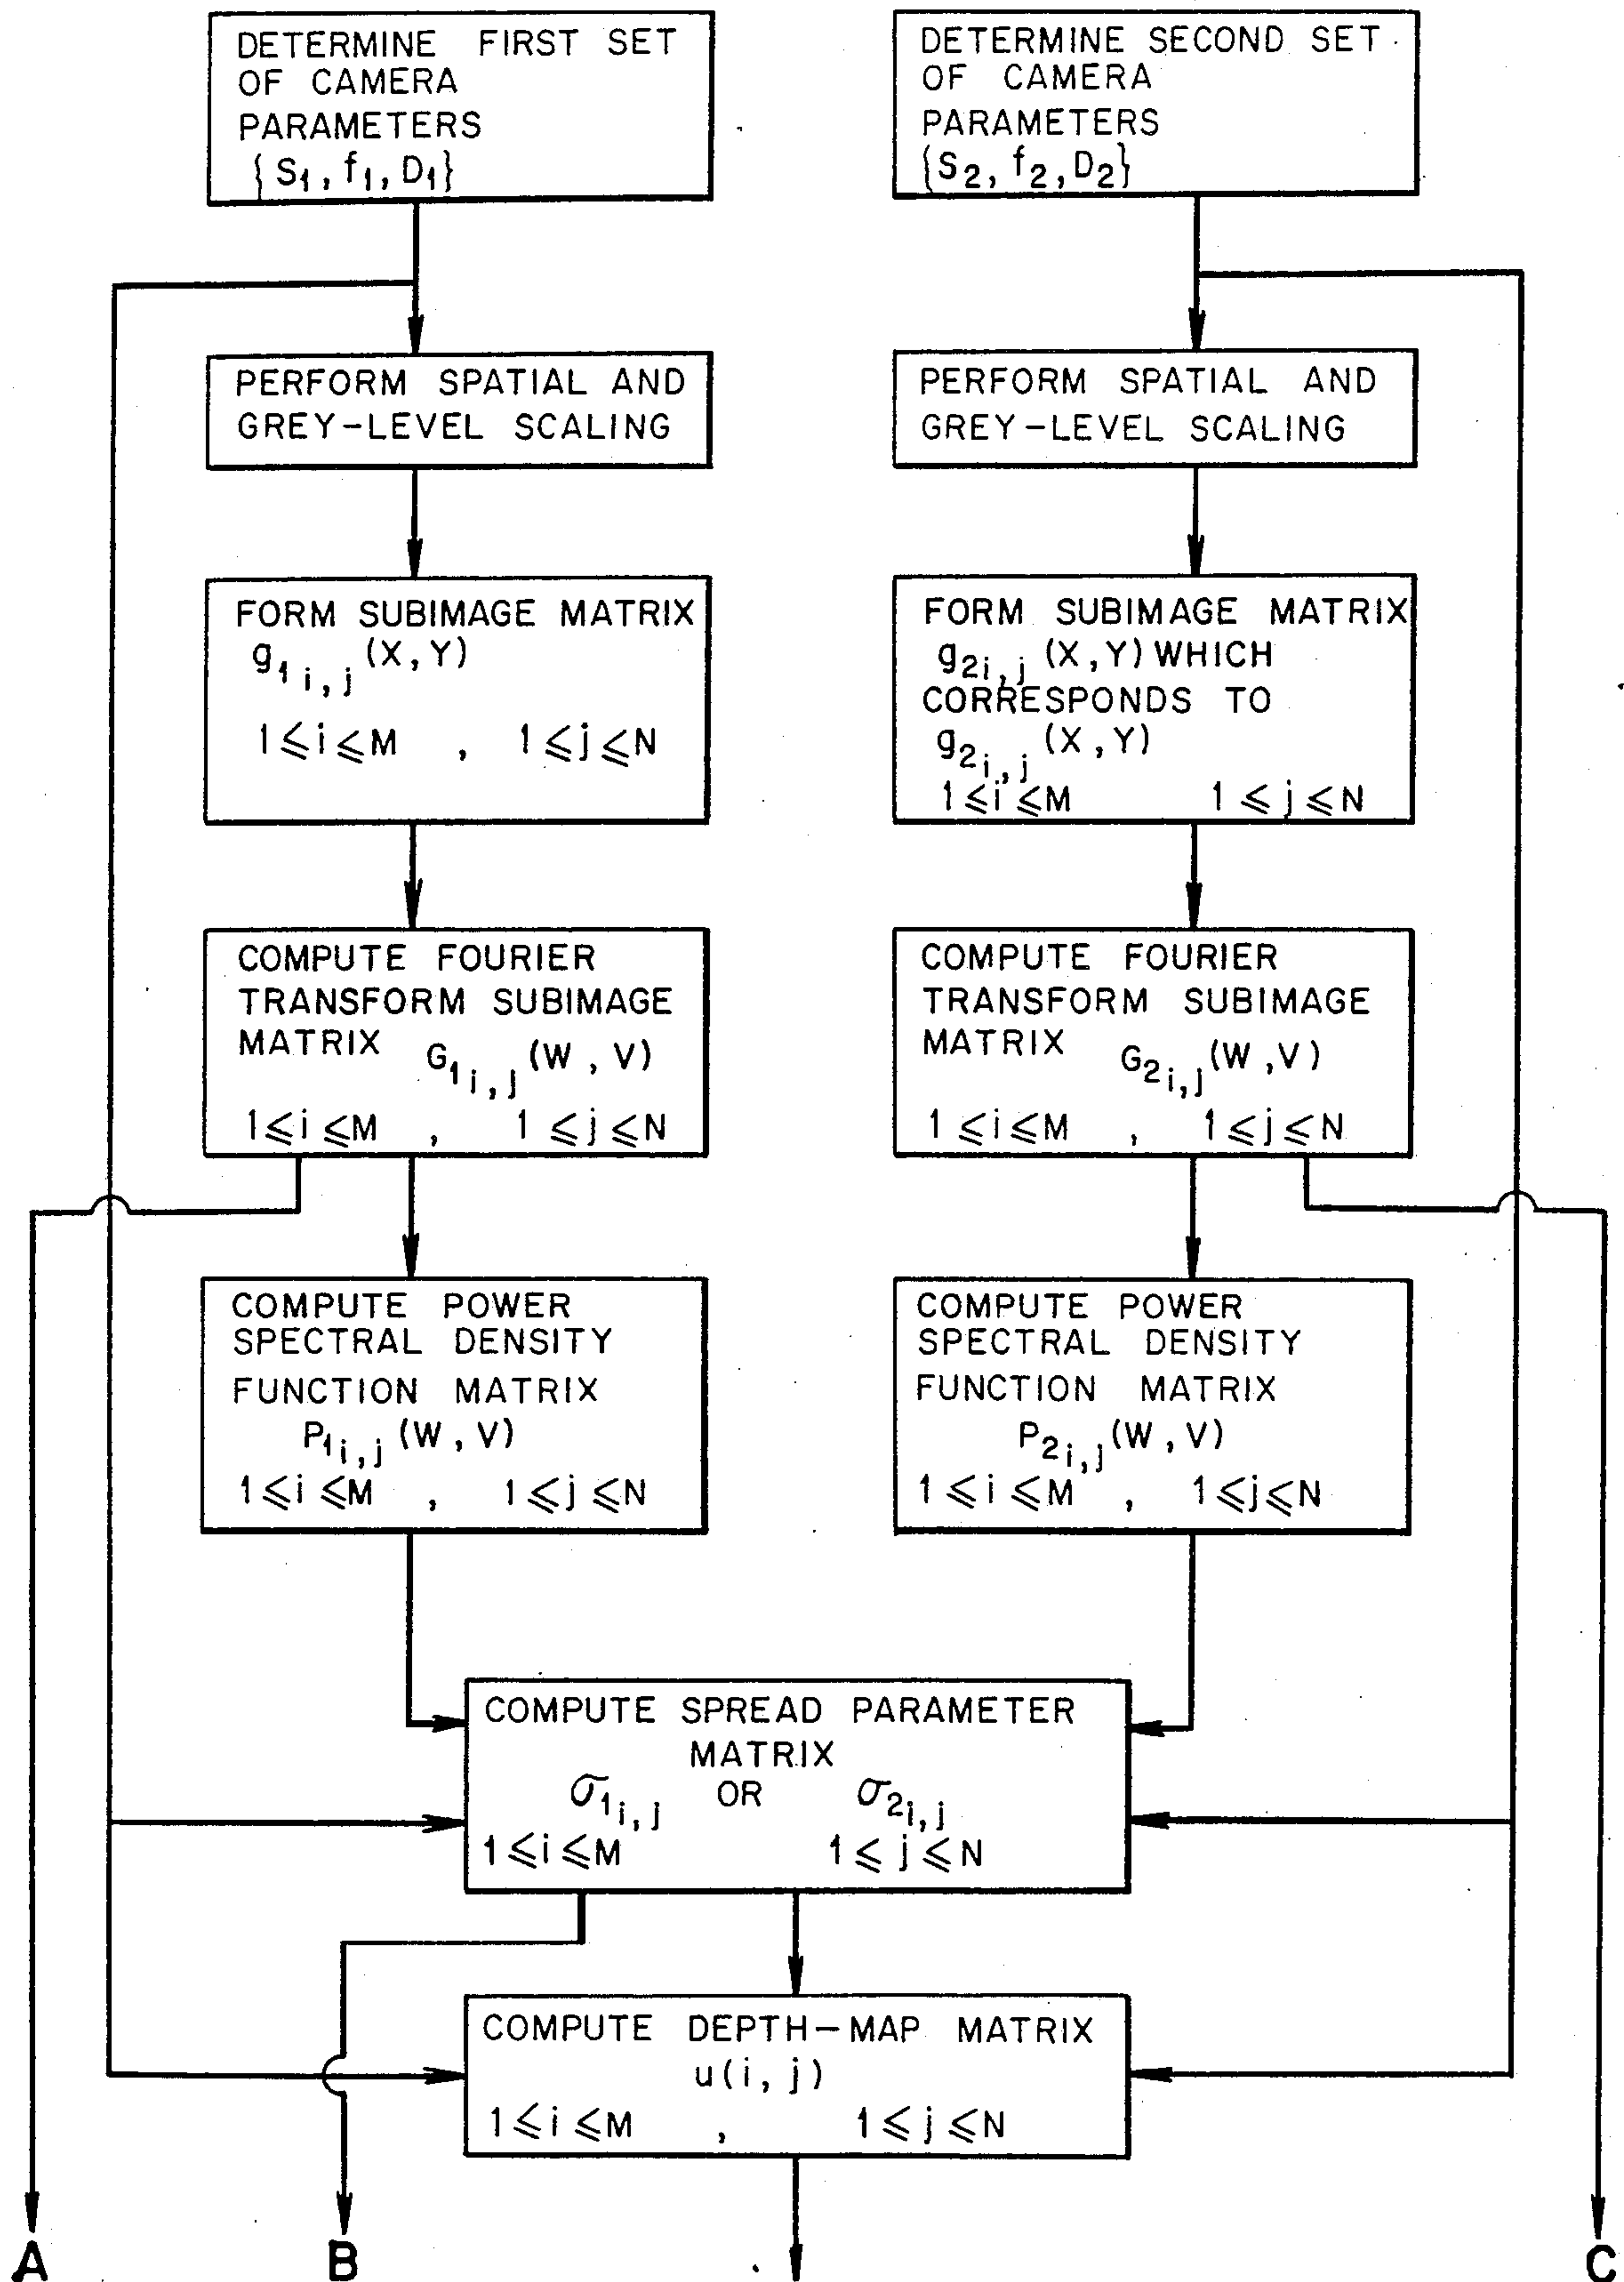 DETERMINE FIRST SET
OF CAMERA
PARAMETERS
{S₁, f₁, D₁}
DETERMINE SECOND SET
OF CAMERA
PARAMETERS
{S₂, f₂, D₂}
PERFORM SPATIAL AND
GREY-LEVEL SCALING
PERFORM SPATIAL AND
GREY-LEVEL SCALING
FORM SUBIMAGE MATRIX
g1i,j (X,Y)
1≤i≤M , 1≤j≤N
FORM SUBIMAGE MATRIX
g2i,j (X,Y) WHICH
CORRESPONDS TO
g2i,j (X,Y)
1≤i≤M 1≤j≤N
COMPUTE FOURIER
TRANSFORM SUBIMAGE
MATRIX G1i,j (W,V)
1≤i≤M , 1≤j≤N
COMPUTE FOURIER
TRANSFORM SUBIMAGE
MATRIX G2i,j (W,V)
1≤i≤M , 1≤j≤N
COMPUTE POWER
SPECTRAL DENSITY
FUNCTION MATRIX
P1i,j (W,V)
1≤i≤M , 1≤j≤N
COMPUTE POWER
SPECTRAL DENSITY
FUNCTION MATRIX
P2i,j (W,V)
1≤i≤M , 1≤j≤N
COMPUTE SPREAD PARAMETER
MATRIX
σ1i,j OR σ2i,j
1≤i≤M 1≤j≤N
COMPUTE DEPTH-MAP MATRIX
u(i,j)
1≤i≤M , 1≤j≤N
A B C